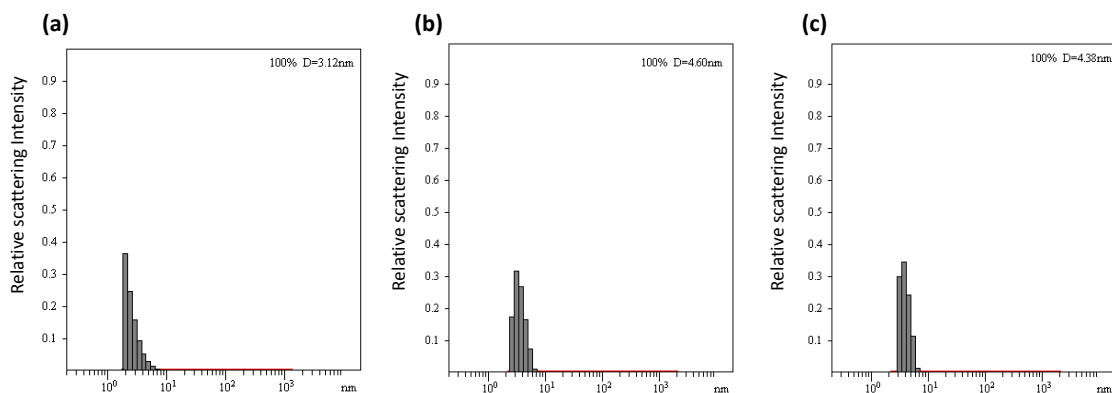 (a)
100% D=3.12nm
Relative scattering Intensity
0.9
0.8
0.7
0.6
0.5
0.4
0.3
0.2
0.1
10⁰ 10¹ 10² 10³ nm
(b)
100% D=4.60nm
Relative scattering Intensity
0.9
0.8
0.7
0.6
0.5
0.4
0.3
0.2
0.1
10⁰ 10¹ 10² 10³ nm
(c)
100% D=4.38nm
Relative scattering Intensity
0.9
0.8
0.7
0.6
0.5
0.4
0.3
0.2
0.1
10⁰ 10¹ 10² 10³ nm